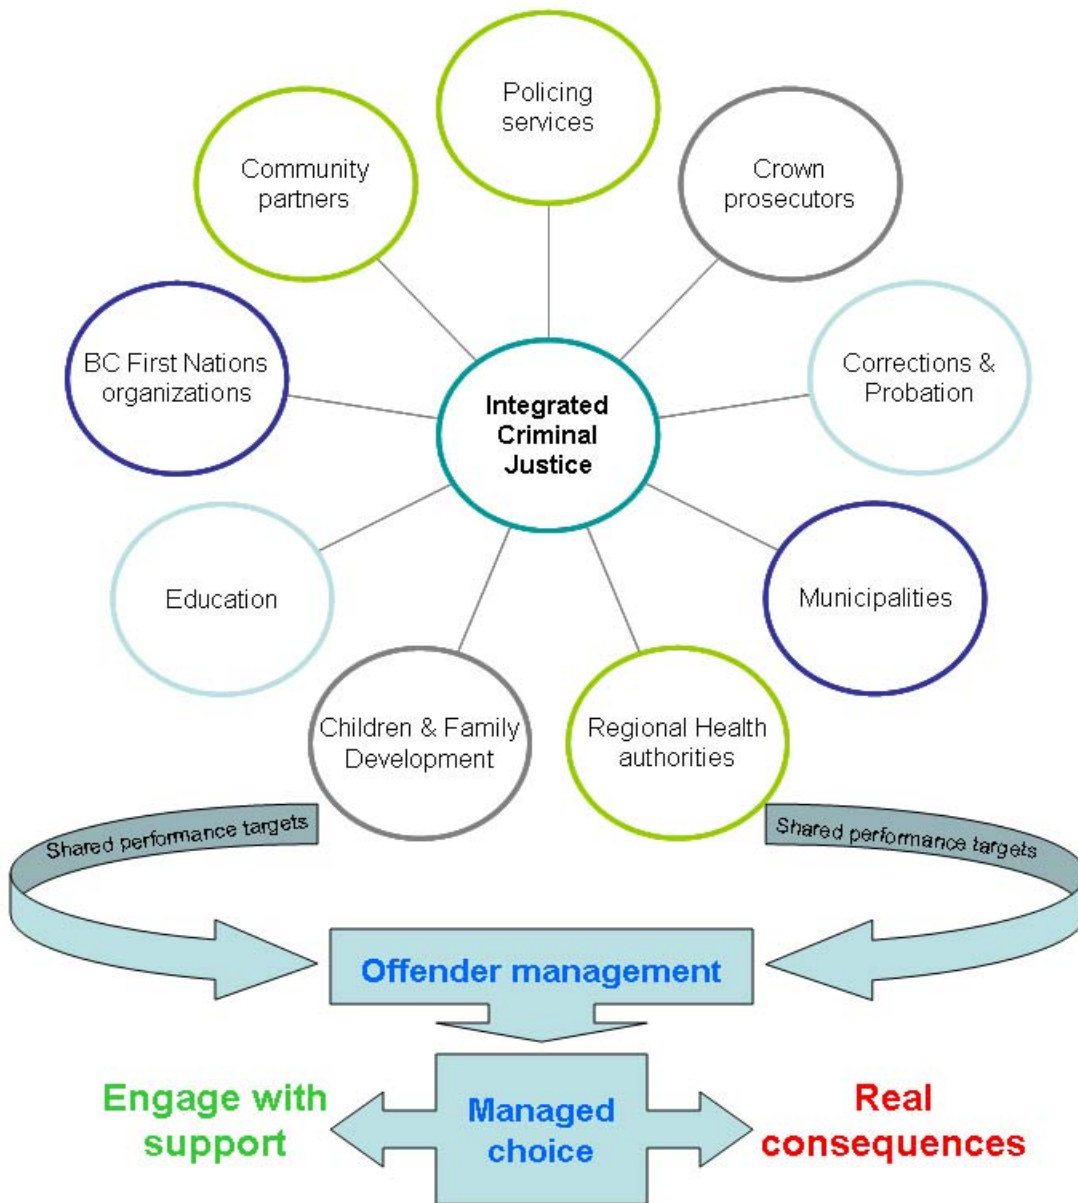 Policing
services
Community
partners
Crown
prosecutors
BC First Nations
organizations
Integrated
Criminal
Justice
Corrections &
Probation
Education
Municipalities
Children & Family
Development
Regional Health
authorities
Shared performance targets
Shared performance targets
Offender management
Engage with
support
Managed
choice
Real
consequences